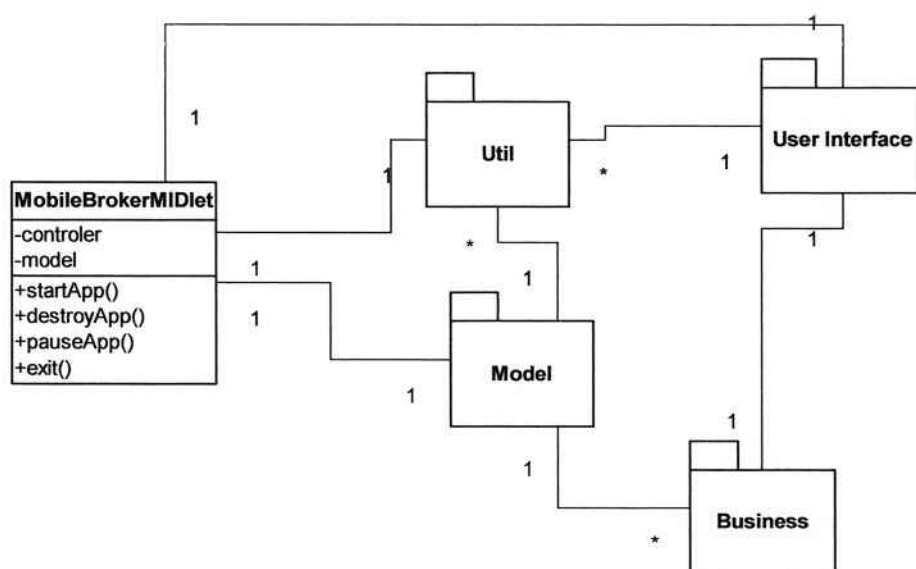 1
1
Util
User Interface
*
1
1
MobileBrokerMIDlet
-controler
-model
+startApp()
+destroyApp()
+pauseApp()
+exit()
1
1
*
1
1
Model
1
1
1
*
Business